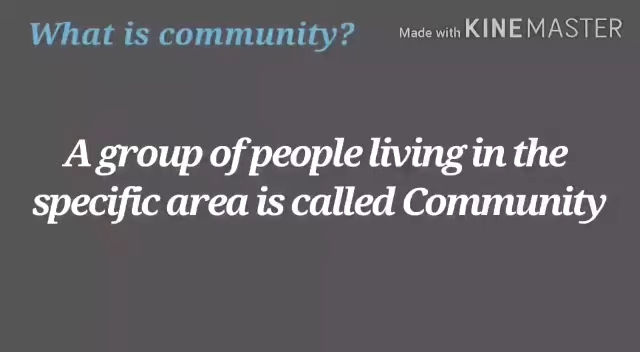 What is community?
Made with KINEMASTER
A group of people living in the
specific area is called Community